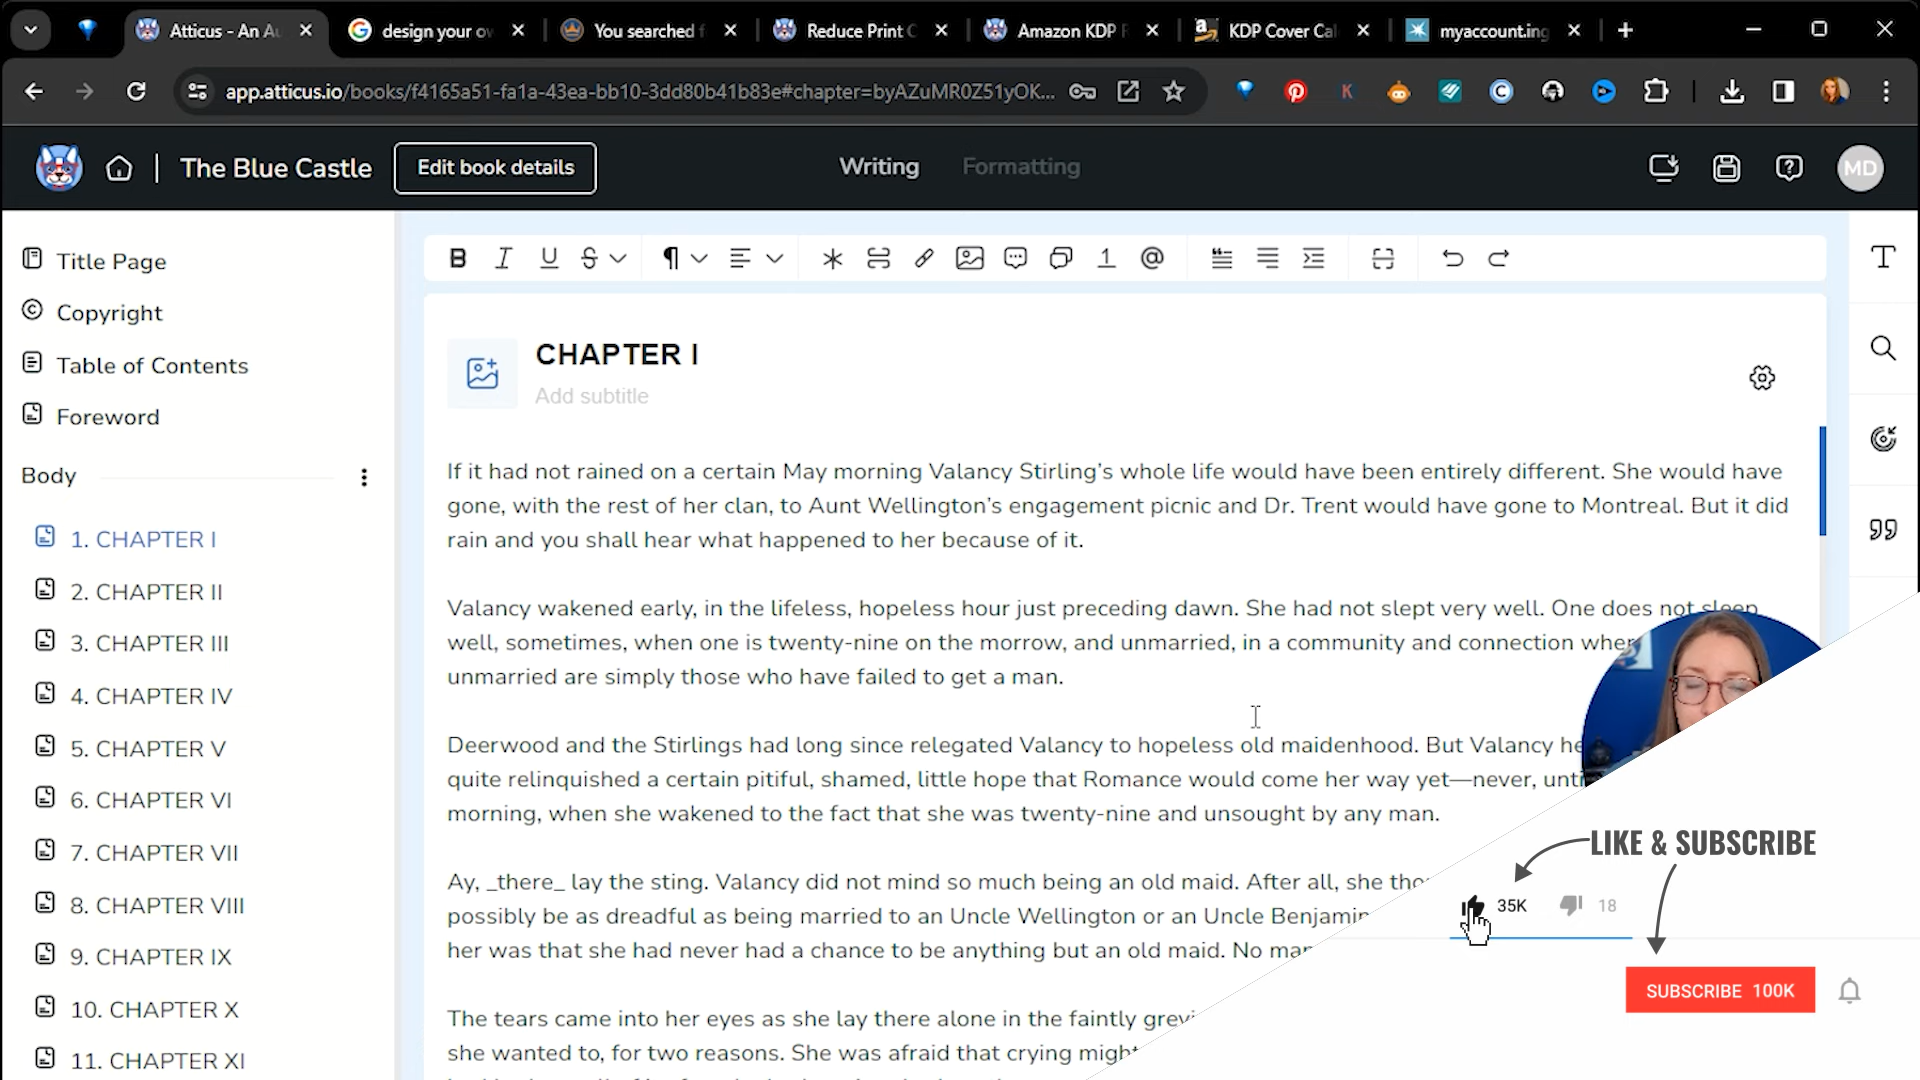 Atticus - An Au
design your ow
You searched f
Reduce Print C
Amazon KDP
KDP Cover Cal
myaccount.ing
app.atticus.io/books/f4165a51-fa1a-43ea-bb10-3dd80b41b83e#chapter=byAZuMR0Z51yOK...
The Blue Castle
Edit book details
Writing
Formatting
MD
Title Page
Copyright
Table of Contents
Foreword
Body
1. CHAPTER I
2. CHAPTER II
3. CHAPTER III
4. CHAPTER IV
5. CHAPTER V
6. CHAPTER VI
7. CHAPTER VII
8. CHAPTER VIII
9. CHAPTER IX
10. CHAPTER X
11. CHAPTER XI
CHAPTER I
Add subtitle
If it had not rained on a certain May morning Valancy Stirling’s whole life would have been entirely different. She would have
gone, with the rest of her clan, to Aunt Wellington’s engagement picnic and Dr. Trent would have gone to Montreal. But it did
rain and you shall hear what happened to her because of it.
Valancy wakened early, in the lifeless, hopeless hour just preceding dawn. She had not slept very well. One does not sleep
well, sometimes, when one is twenty-nine on the morrow, and unmarried, in a community and connection wher
unmarried are simply those who have failed to get a man.
Deerwood and the Stirlings had long since relegated Valancy to hopeless old maidenhood. But Valancy he
quite relinquished a certain pitiful, shamed, little hope that Romance would come her way yet—never, unti
morning, when she wakened to the fact that she was twenty-nine and unsought by any man.
Ay, _there_ lay the sting. Valancy did not mind so much being an old maid. After all, she tho
possibly be as dreadful as being married to an Uncle Wellington or an Uncle Benjamin
her was that she had never had a chance to be anything but an old maid. No man
The tears came into her eyes as she lay there alone in the faintly greyi
she wanted to, for two reasons. She was afraid that crying might
LIKE & SUBSCRIBE
35K
18
SUBSCRIBE 100K